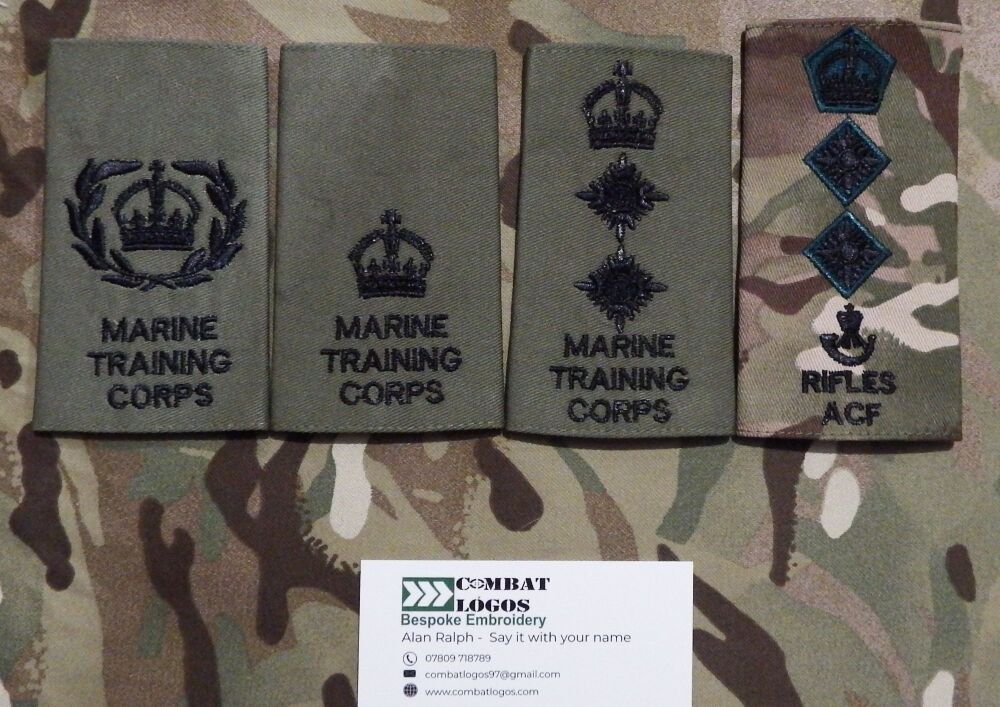 MARINE
TRAINING
CORPS
MARINE
TRAINING
CORPS
MARINE
TRAINING
CORPS
RIFLES
ACF
COMBAT
LOGOS
Bespoke Embroidery
Alan Ralph - Say it with your name
07809 718789
combatlogos97@gmail.com
www.combatlogos.com